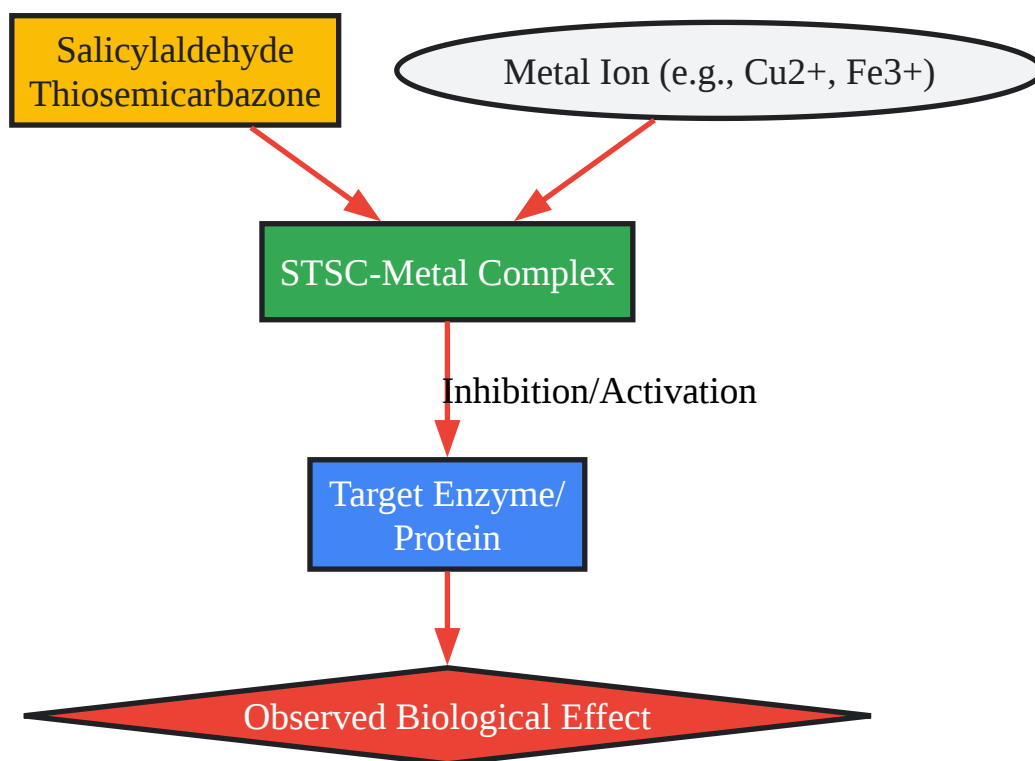 Salicylaldehyde
Thiosemicarbazone
Metal Ion (e.g., Cu2+, Fe3+)
STSC-Metal Complex
Inhibition/Activation
Target Enzyme/
Protein
Observed Biological Effect